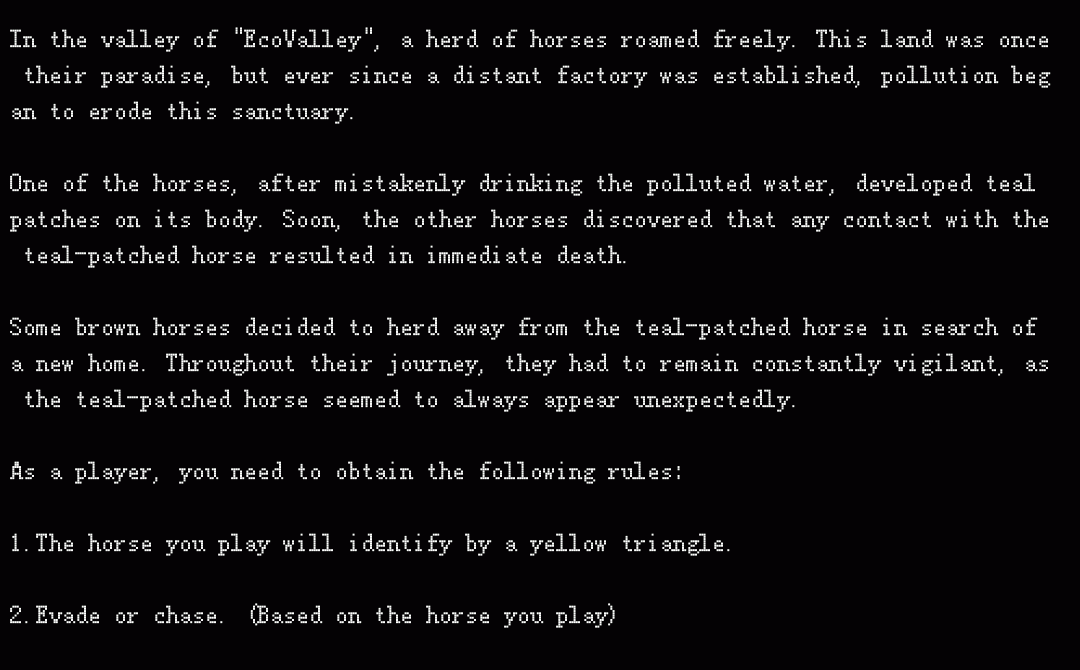 In the valley of "EcoValley", a herd of horses roamed freely. This land was once
their paradise, but ever since a distant factory was established, pollution beg
an to erode this sanctuary.
One of the horses, after mistakenly drinking the polluted water, developed teal
patches on its body. Soon, the other horses discovered that any contact with the
teal-patched horse resulted in immediate death.
Some brown horses decided to herd away from the teal-patched horse in search of
a new home. Throughout their journey, they had to remain constantly vigilant, as
the teal-patched horse seemed to always appear unexpectedly.
As a player, you need to obtain the following rules:
1.The horse you play will identify by a yellow triangle.
2.Evade or chase. (Based on the horse you play)